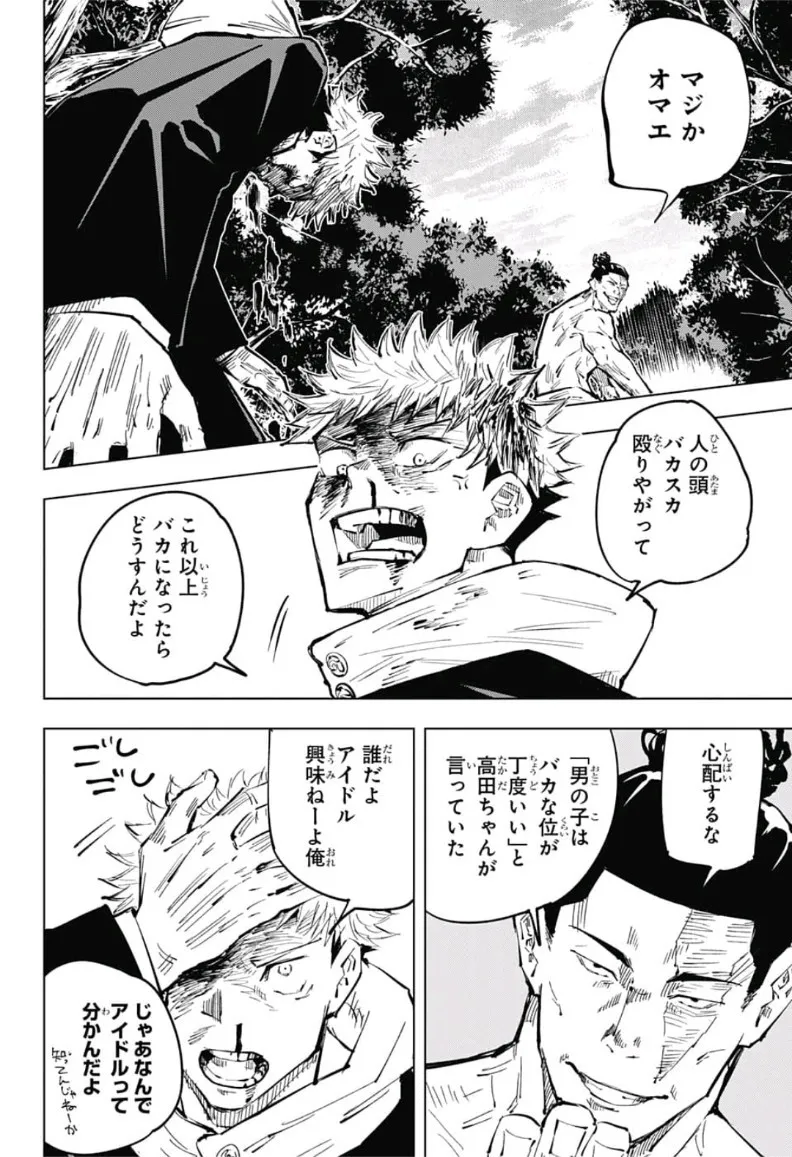 マジか
オマエ
人の頭
バカスカ
殴りやがって
これ以上
バカになったら
どうすんだよ
心配するな
「男の子は
バカな位が
丁度いい」と
高田ちゃんが
言っていた
誰だよ
アイドル
興味ねーよ俺
ごし
ごし
じゃあなんで
アイドルって
分かんだよ
知ってんじゃねーか